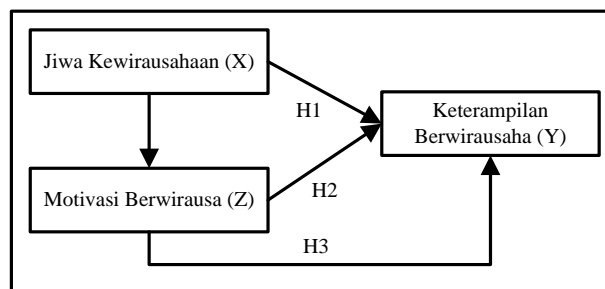 Jiwa Kewirausahaan (X)
H1
Keterampilan
Berwirausaha (Y)
Motivasi Berwirausa (Z)
H2
H3